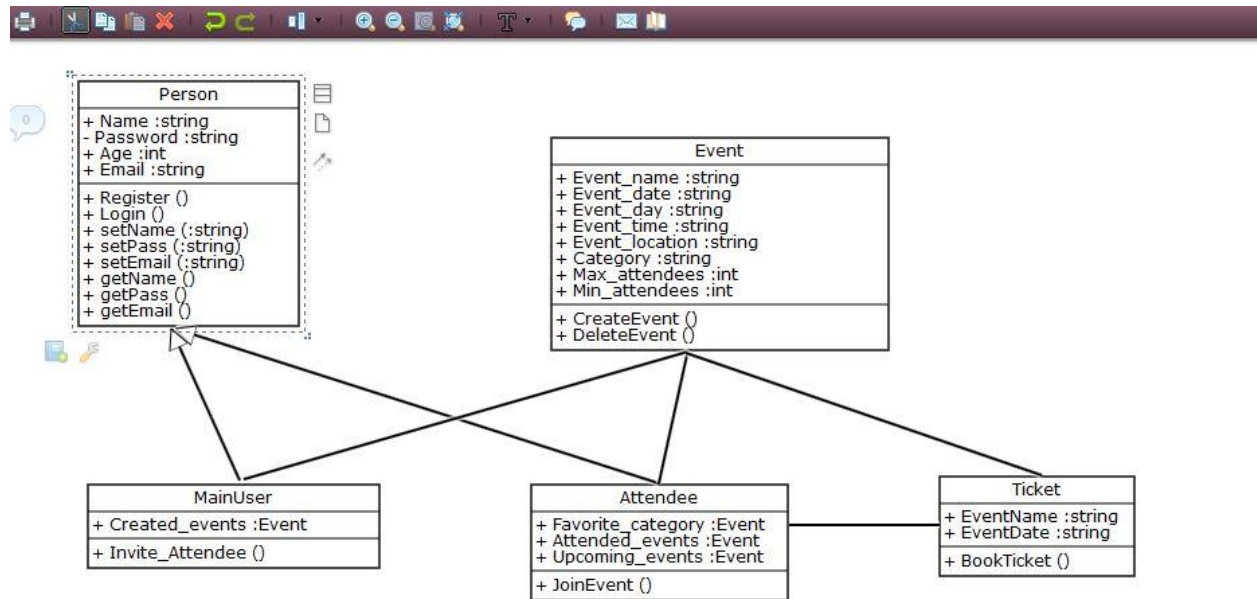 T
0
Person
+ Name :string
- Password :string
+ Age :int
+ Email :string
+ Register ()
+ Login ()
+ setName (:string)
+ setPass (:string)
+ setEmail (:string)
+ getName ()
+ getPass ()
+ getEmail ()
Event
+ Event_name :string
+ Event_date :string
+ Event_day :string
+ Event_time :string
+ Event_location :string
+ Category :string
+ Max_attendees :int
+ Min_attendees :int
+ CreateEvent ()
+ DeleteEvent ()
MainUser
+ Created_events :Event
+ Invite_Attendee ()
Attendee
+ Favorite_category :Event
+ Attended_events :Event
+ Upcoming_events :Event
+ JoinEvent ()
Ticket
+ EventName :string
+ EventDate :string
+ BookTicket ()